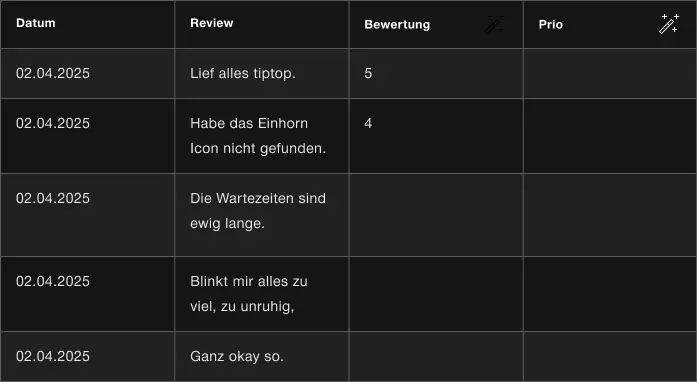 Datum Review Bewertung Prio
02.04.2025 Lief alles tiptop. 5
02.04.2025 Habe das Einhorn 4
Icon nicht gefunden.
02.04.2025 Die Wartezeiten sind
ewig lange.
02.04.2025 Blinkt mir alles zu
viel, zu unruhig,
02.04.2025 Ganz okay so.